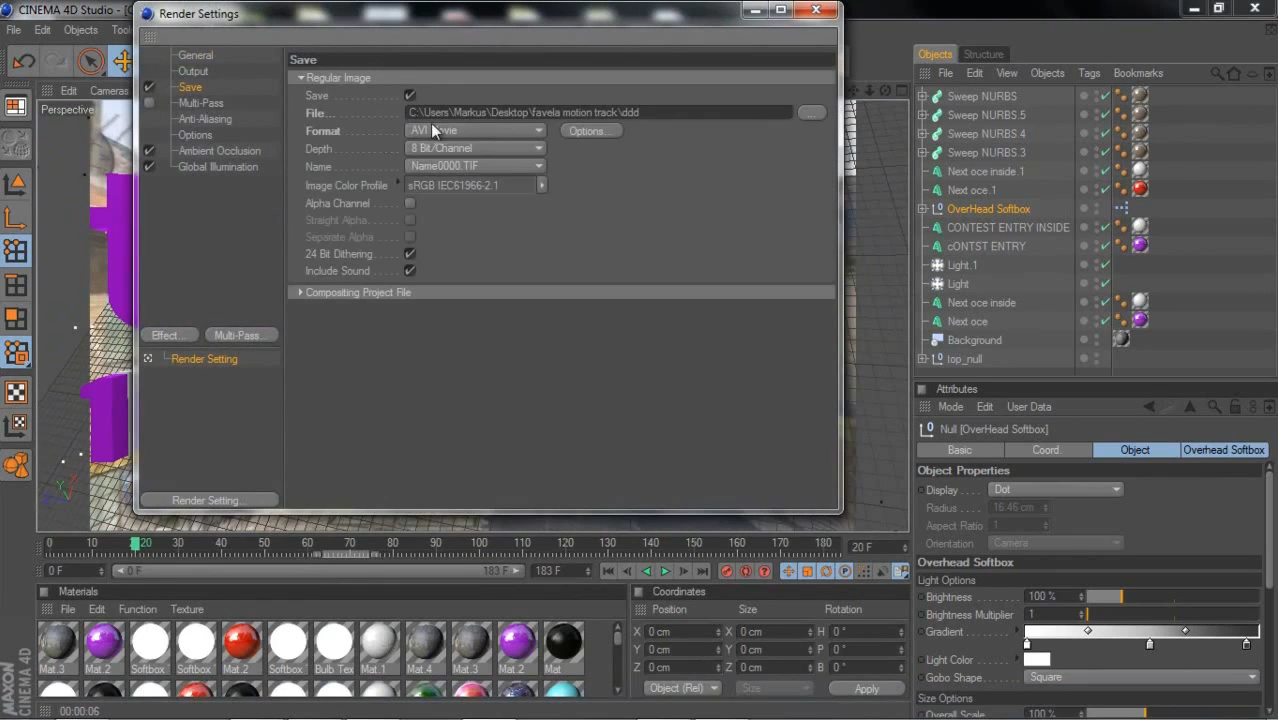 CINEMA 4D Studio
File Edit Objects
Edit Cameras
Perspective
Render Settings
General
Output
Save
Multi-Pass
Anti-Aliasing
Options
Ambient Occlusion
Global Illumination
Effect... Multi-Pass...
Render Setting
Render Setting...
Save
Regular Image
Save
File... C:\Users\Markus\Desktop\favela motion track\ddd ...
Format AVI Movie Options...
Depth 8 Bit/Channel
Name Name0000.TIF
Image Color Profile sRGB IEC61966-2.1
Alpha Channel
Straight Alpha
Separate Alpha
24 Bit Dithering
Include Sound
Compositing Project File
Objects Structure
File Edit View Objects Tags Bookmarks
Sweep NURBS
Sweep NURBS.5
Sweep NURBS.4
Sweep NURBS.3
Next oce inside.1
Next oce.1
OverHead Softbox
CONTEST ENTRY INSIDE
cONTST ENTRY
Light.1
Light
Next oce inside
Next oce
Background
top_null
Attributes
Mode Edit User Data
Null [OverHead Softbox]
Basic Coord. Object Overhead Softbox
Object Properties
Display Dot
Radius 16.46 cm
Aspect Ratio 1
Orientation Camera
Overhead Softbox
Light Options
Brightness 100 %
Brightness Multiplier 1
Gradient
Light Color
Gobo Shape Square
Size Options
Overall Scale 100 %
0 10 20 30 40 50 60 70 80 90 100 110 120 130 140 150 160 170 180 20 F
0 F 0 F 183 F 183 F
Materials
File Edit Function Texture
Mat.3 Mat.2 Softbox Softbox Mat 2 Softbox Bulb Tex Mat.1 Mat.4 Mat.3 Mat.2 Mat
Coordinates
Position Size Rotation
X 0 cm X 0 cm H 0 °
Y 0 cm Y 0 cm P 0 °
Z 0 cm Z 0 cm B 0 °
Object (Rel) Size Apply
MAXON
CINEMA 4D
00:00:06